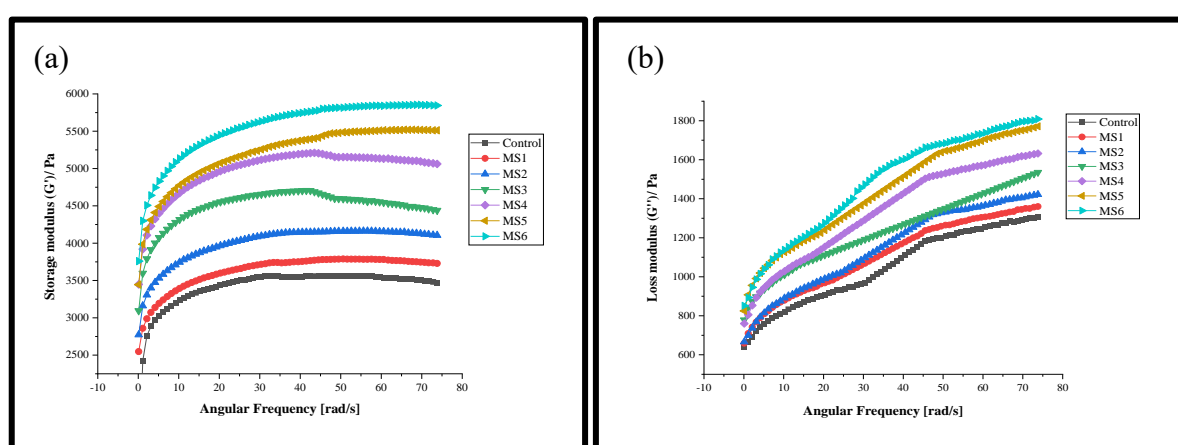 (a)
6000
5500
5000
4500
4000
3500
3000
2500
-10 0 10 20 30 40 50 60 70 80
Storage modulus (G')/ Pa
Angular Frequency [rad/s]
Control
MS1
MS2
MS3
MS4
MS5
MS6
(b)
1800
1600
1400
1200
1000
800
600
-10 0 10 20 30 40 50 60 70 80
Loss modulus (G'')/ Pa
Angular Frequency [rad/s]
Control
MS1
MS2
MS3
MS4
MS5
MS6